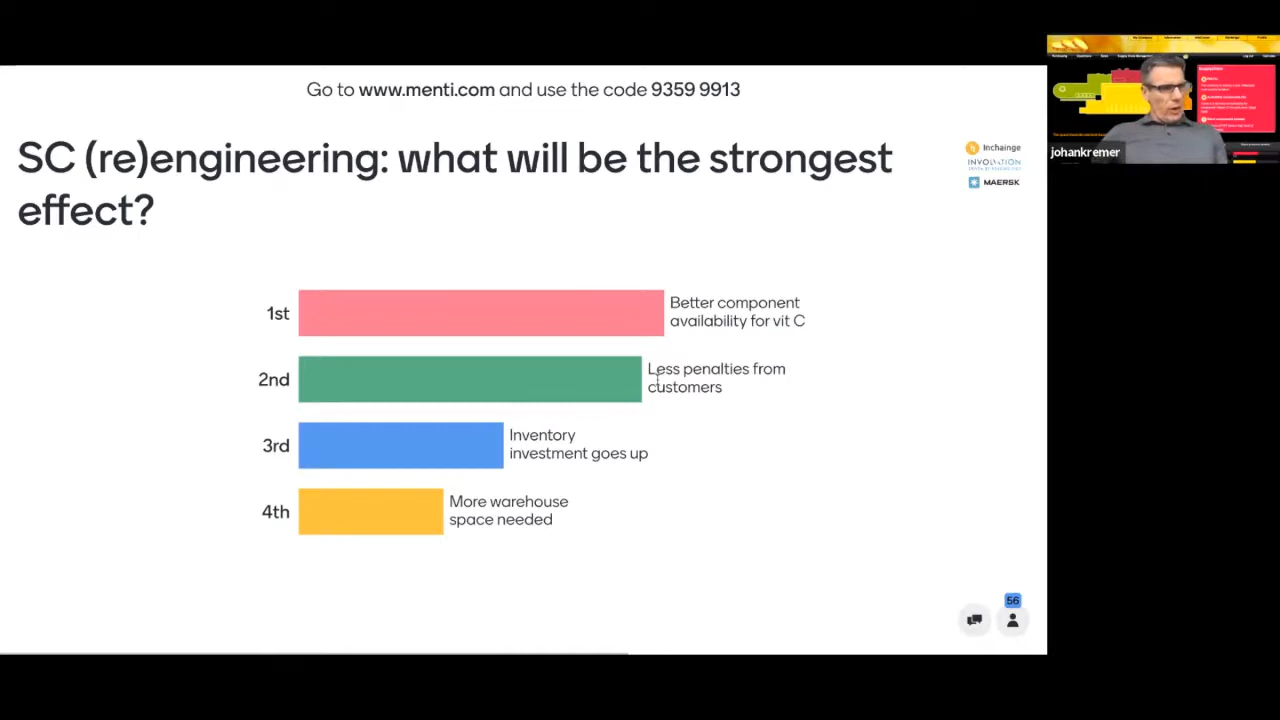 Go to www.menti.com and use the code 9359 9913
SC (re)engineering: what will be the strongest
effect?
Inchainge
INVOLVATION
MAERSK
johankremer
1st
Better component
availability for vit C
2nd
Less penalties from
customers
3rd
Inventory
investment goes up
4th
More warehouse
space needed
56